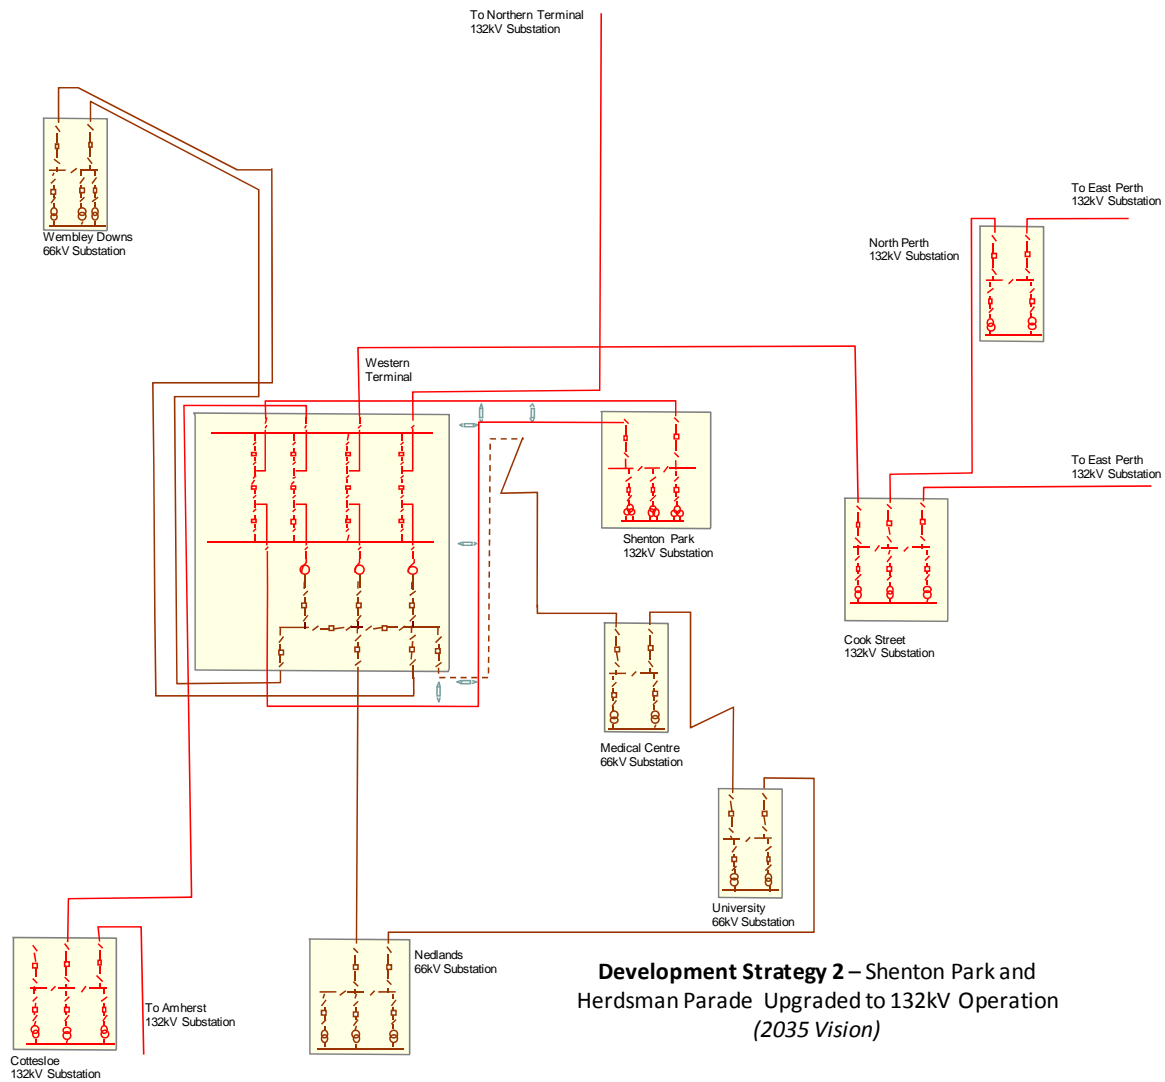 To Northern Terminal
132kV Substation
Wembley Downs
66kV Substation
To East Perth
132kV Substation
North Perth
132kV Substation
Western
Terminal
To East Perth
132kV Substation
Shenton Park
132kV Substation
Cook Street
132kV Substation
Medical Centre
66kV Substation
University
66kV Substation
Nedlands
66kV Substation
Development Strategy 2 – Shenton Park and
Herdsman Parade Upgraded to 132kV Operation
(2035 Vision)
To Amherst
132kV Substation
Cottesloe
132kV Substation